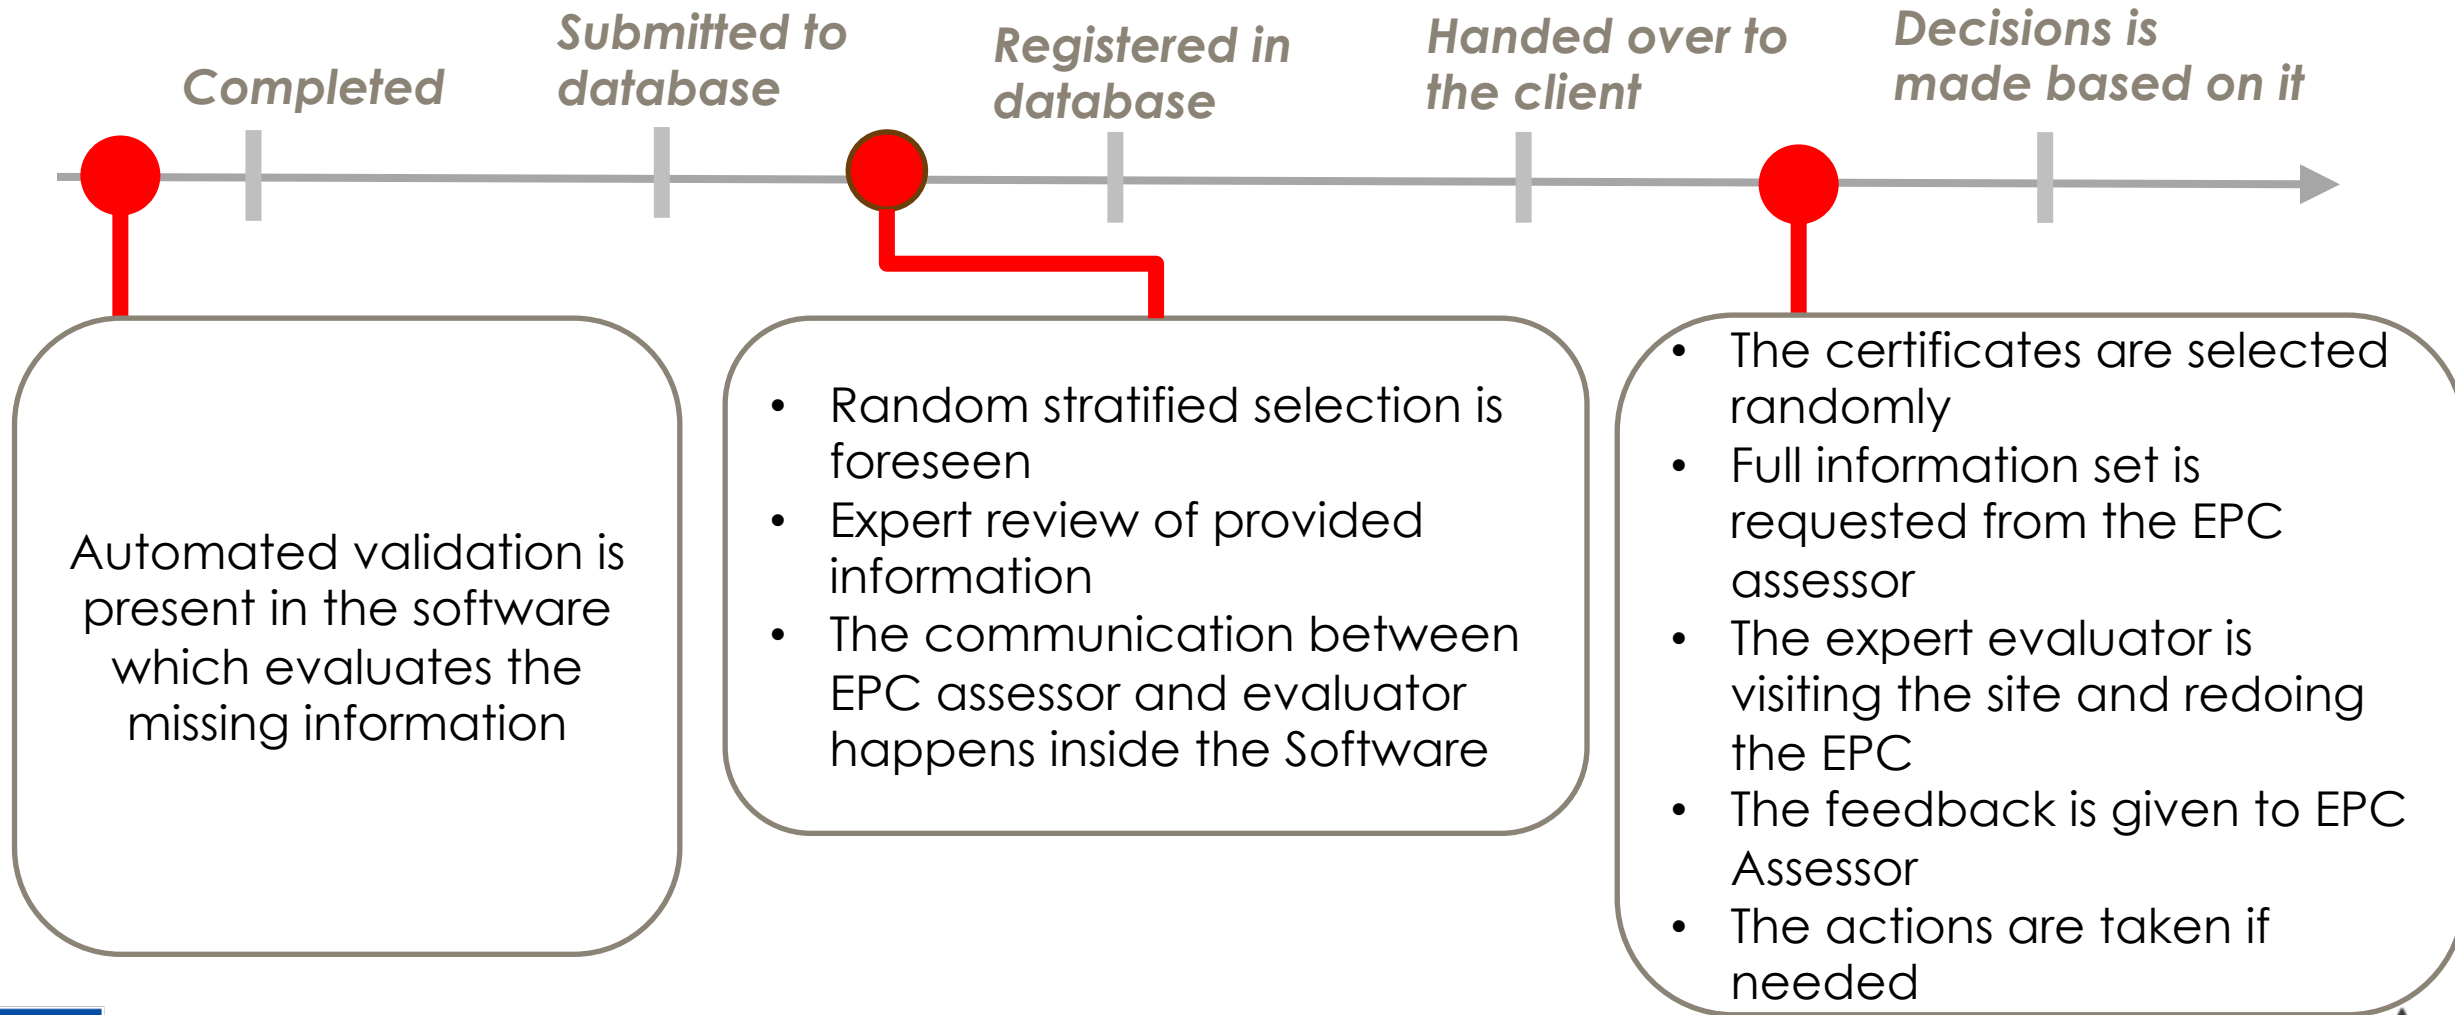 Completed
Submitted to
database
Registered in
database
Handed over to
the client
Decisions is
made based on it
Automated validation is
present in the software
which evaluates the
missing information
• Random stratified selection is
foreseen
• Expert review of provided
information
• The communication between
EPC assessor and evaluator
happens inside the Software
• The certificates are selected
randomly
• Full information set is
requested from the EPC
assessor
• The expert evaluator is
visiting the site and redoing
the EPC
• The feedback is given to EPC
Assessor
• The actions are taken if
needed